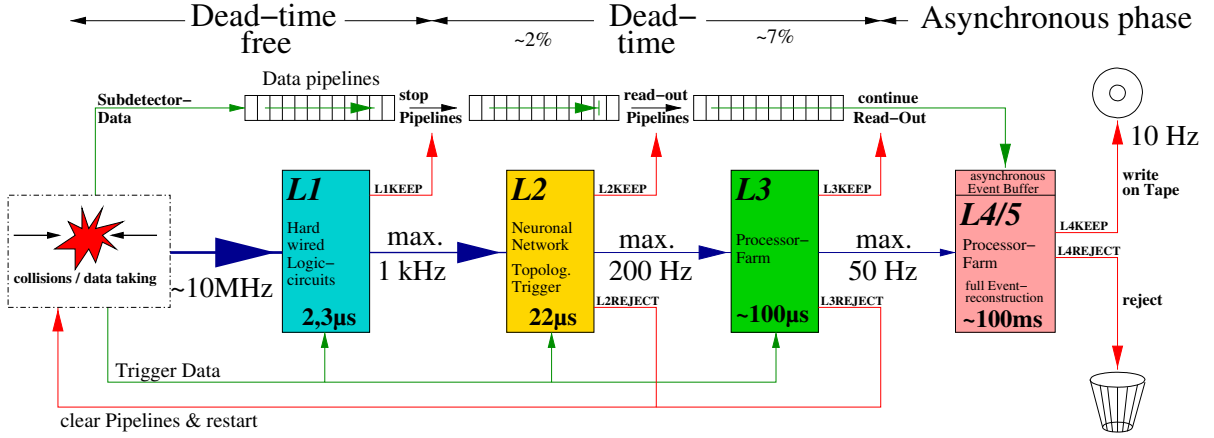 Dead-time
free
Dead-
time
~2%
~7%
Asynchronous phase
Data pipelines
Subdetector-
Data
stop
Pipelines
read-out
Pipelines
continue
Read-Out
10 Hz
write
on Tape
L1
Hard
wired
Logic-
circuits
2,3µs
L1KEEP
L2
Neuronal
Network
Topolog.
Trigger
22µs
L2KEEP
L2REJECT
L3
Processor-
Farm
~100µs
L3KEEP
L3REJECT
asynchronous
Event Buffer
L4/5
Processor-
Farm
full Event-
reconstruction
~100ms
L4KEEP
L4REJECT
reject
collisions / data taking
~10MHz
max.
1 kHz
max.
200 Hz
max.
50 Hz
Trigger Data
clear Pipelines & restart